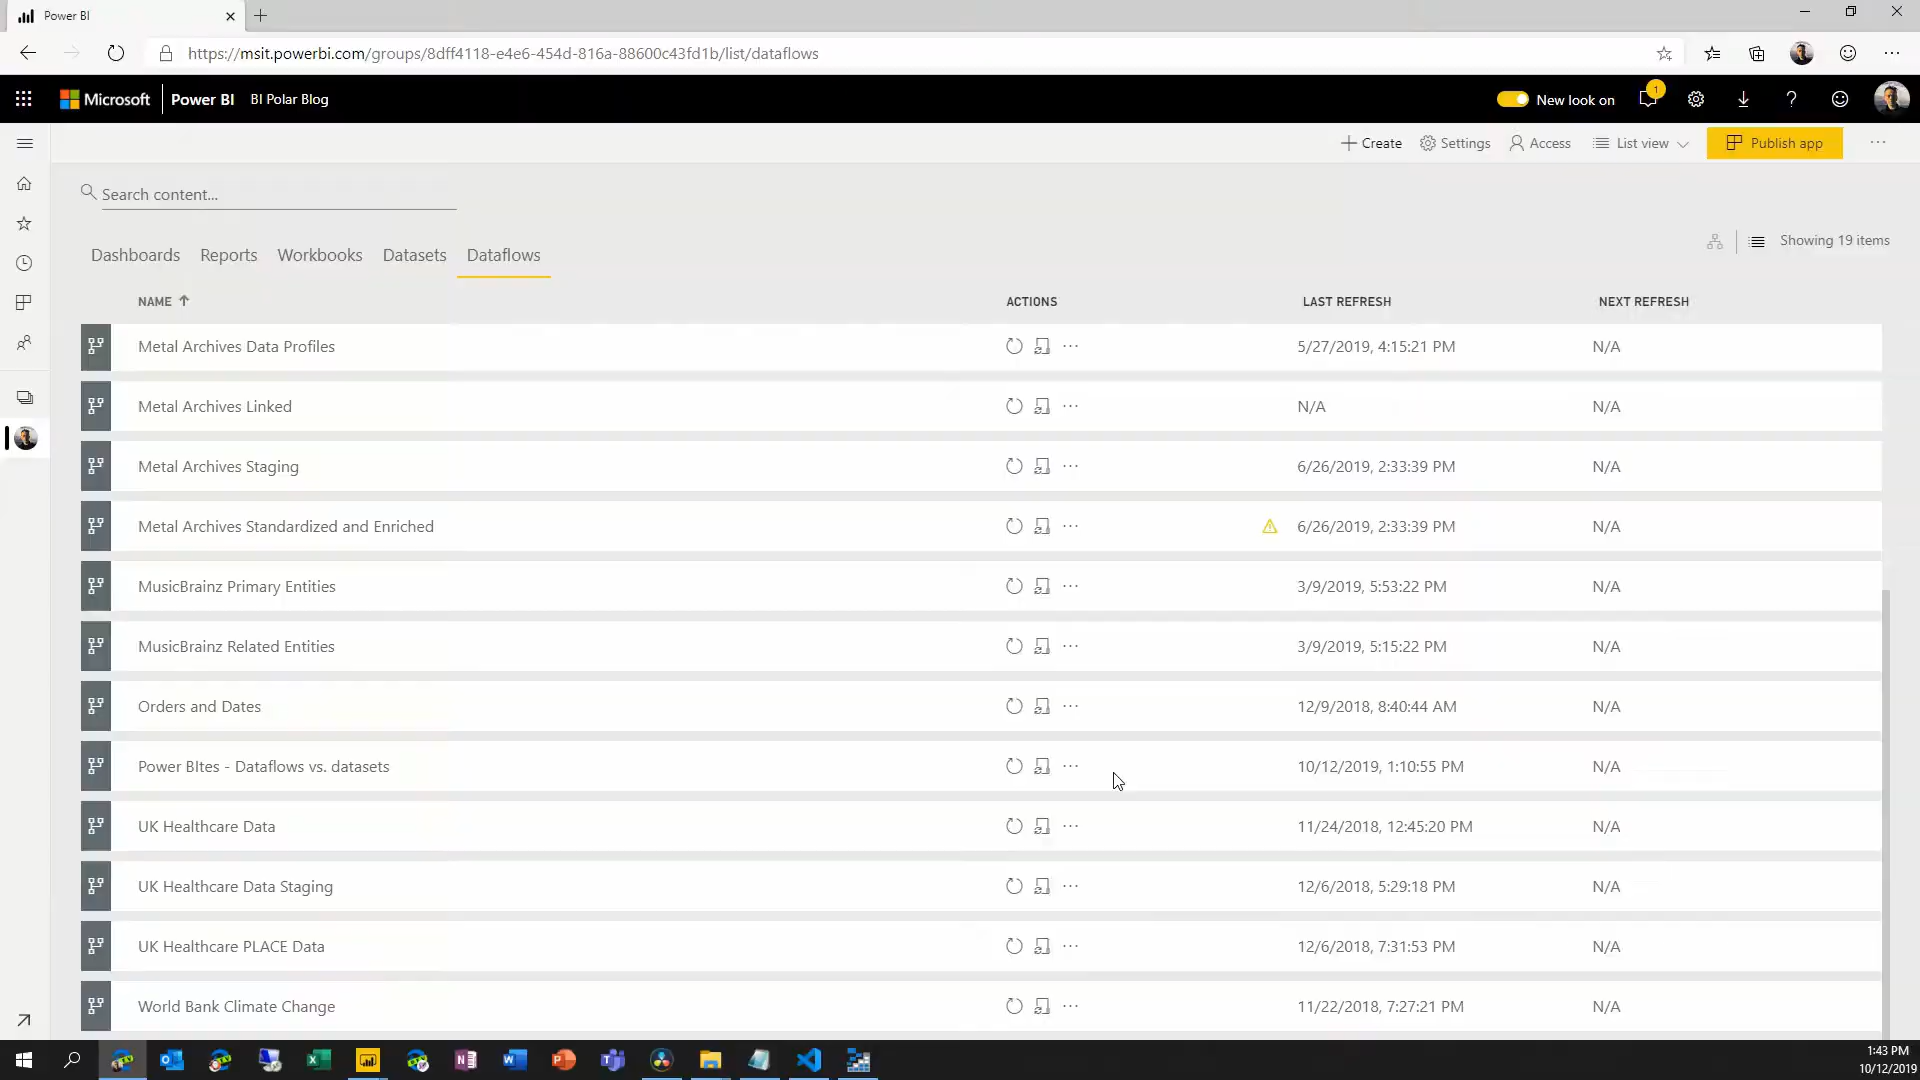 Power BI
https://msit.powerbi.com/groups/8dff4118-e4e6-454d-816a-88600c43fd1b/list/dataflows
Microsoft Power BI BI Polar Blog New look on 1
Create Settings Access List view Publish app
Search content...
Dashboards Reports Workbooks Datasets Dataflows Showing 19 items
NAME ACTIONS LAST REFRESH NEXT REFRESH
Metal Archives Data Profiles 5/27/2019, 4:15:21 PM N/A
Metal Archives Linked N/A N/A
Metal Archives Staging 6/26/2019, 2:33:39 PM N/A
Metal Archives Standardized and Enriched 6/26/2019, 2:33:39 PM N/A
MusicBrainz Primary Entities 3/9/2019, 5:53:22 PM N/A
MusicBrainz Related Entities 3/9/2019, 5:15:22 PM N/A
Orders and Dates 12/9/2018, 8:40:44 AM N/A
Power BItes - Dataflows vs. datasets 10/12/2019, 1:10:55 PM N/A
UK Healthcare Data 11/24/2018, 12:45:20 PM N/A
UK Healthcare Data Staging 12/6/2018, 5:29:18 PM N/A
UK Healthcare PLACE Data 12/6/2018, 7:31:53 PM N/A
World Bank Climate Change 11/22/2018, 7:27:21 PM N/A
1:43 PM
10/12/2019